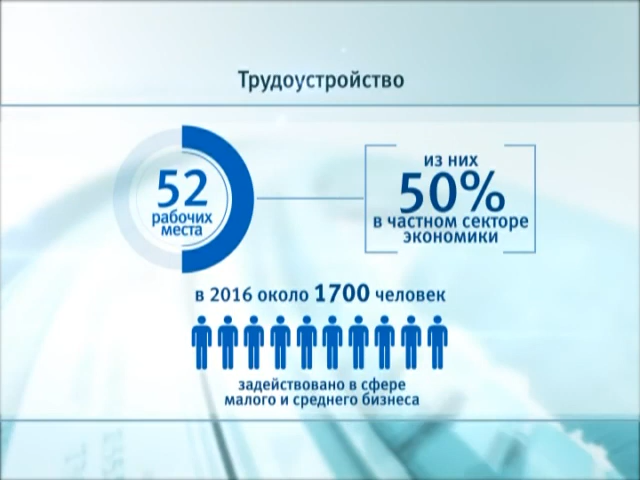 Трудоустройство
52
рабочих
места
из них
50%
в частном секторе
экономики
в 2016 около 1700 человек
задействовано в сфере
малого и среднего бизнеса